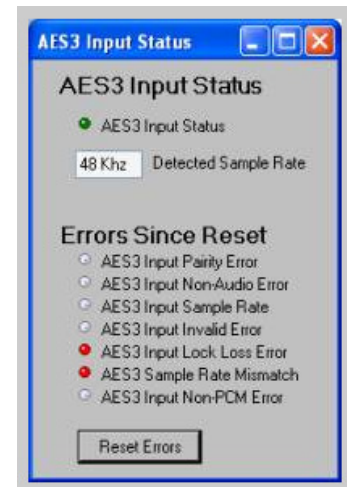 AES3 Input Status
AES3 Input Status
AES3 Input Status
48 Khz Detected Sample Rate
Errors Since Reset
AES3 Input Pairity Error
AES3 Input Non-Audio Error
AES3 Input Sample Rate
AES3 Input Invalid Error
AES3 Input Lock Loss Error
AES3 Sample Rate Mismatch
AES3 Input Non-PCM Error
Reset Errors